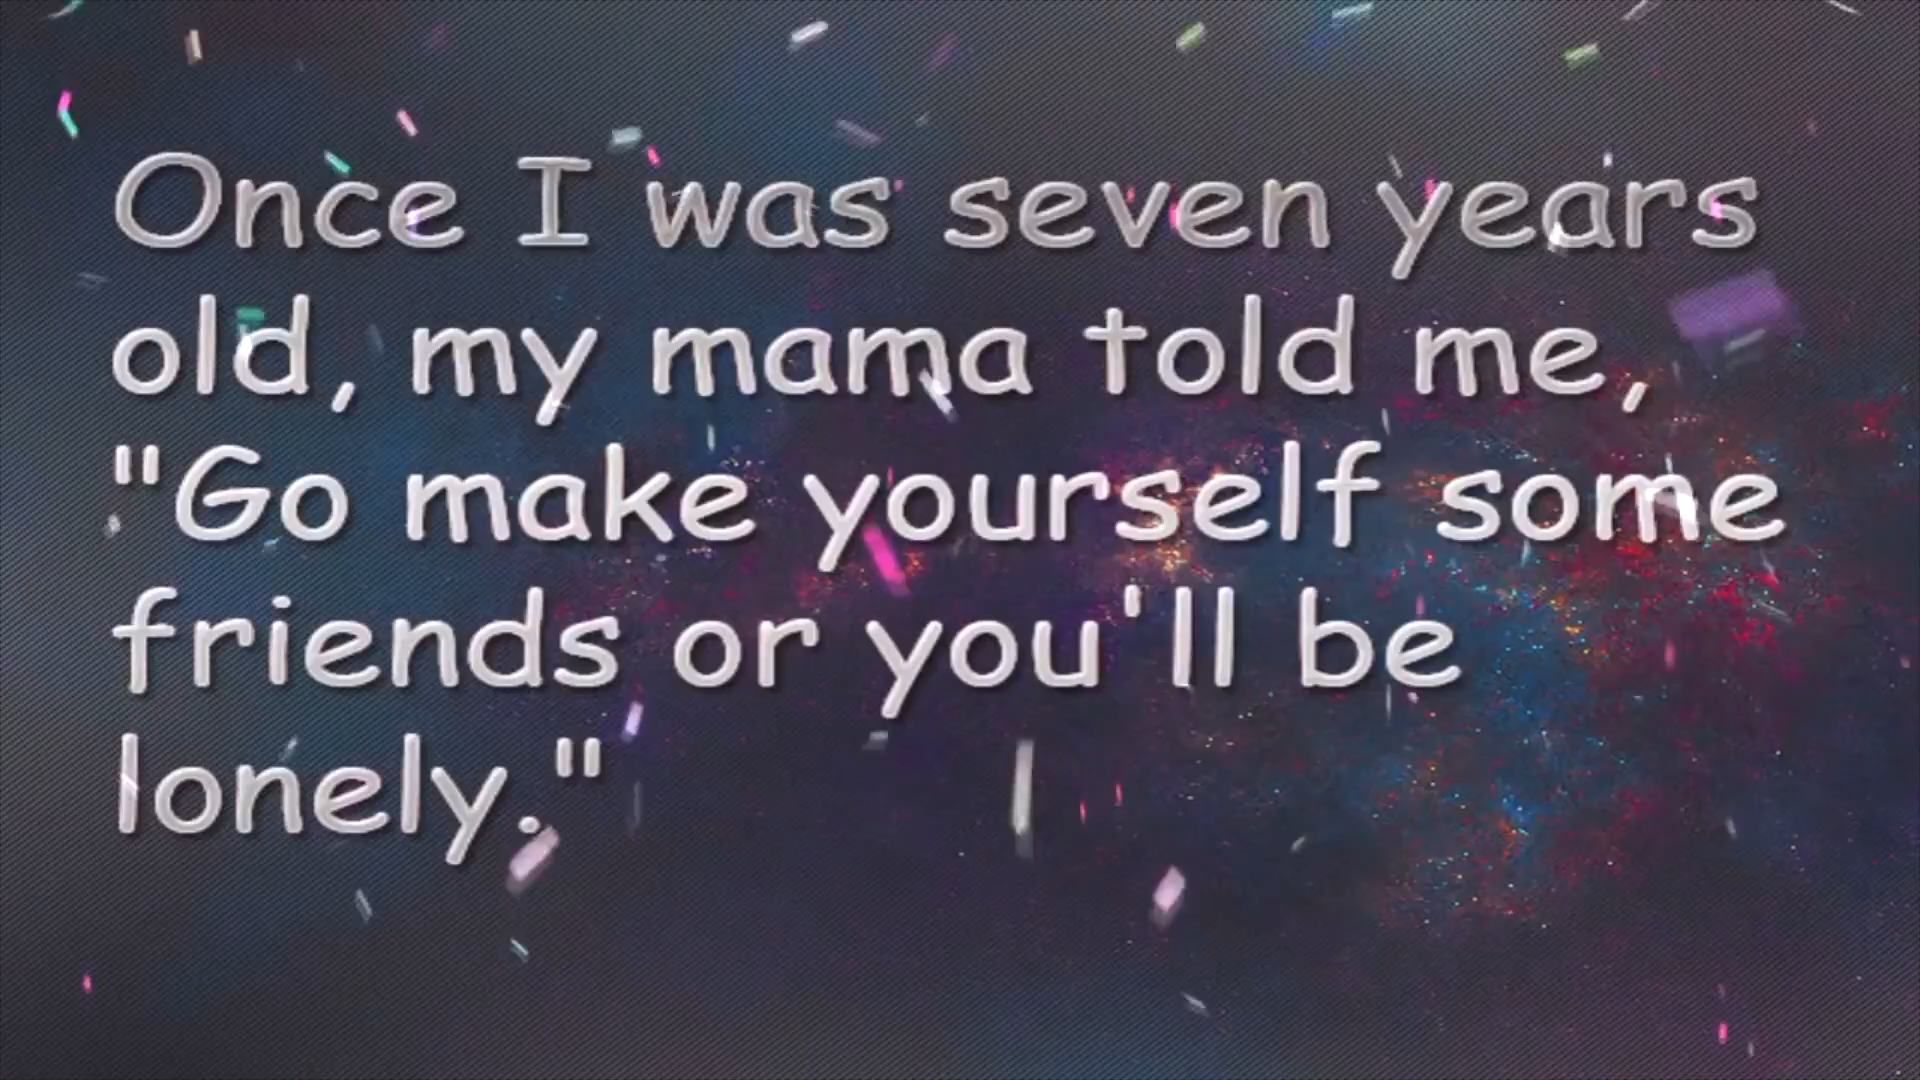 Once I was seven years
old, my mama told me,
"Go make yourself some
friends or you'll be
lonely."